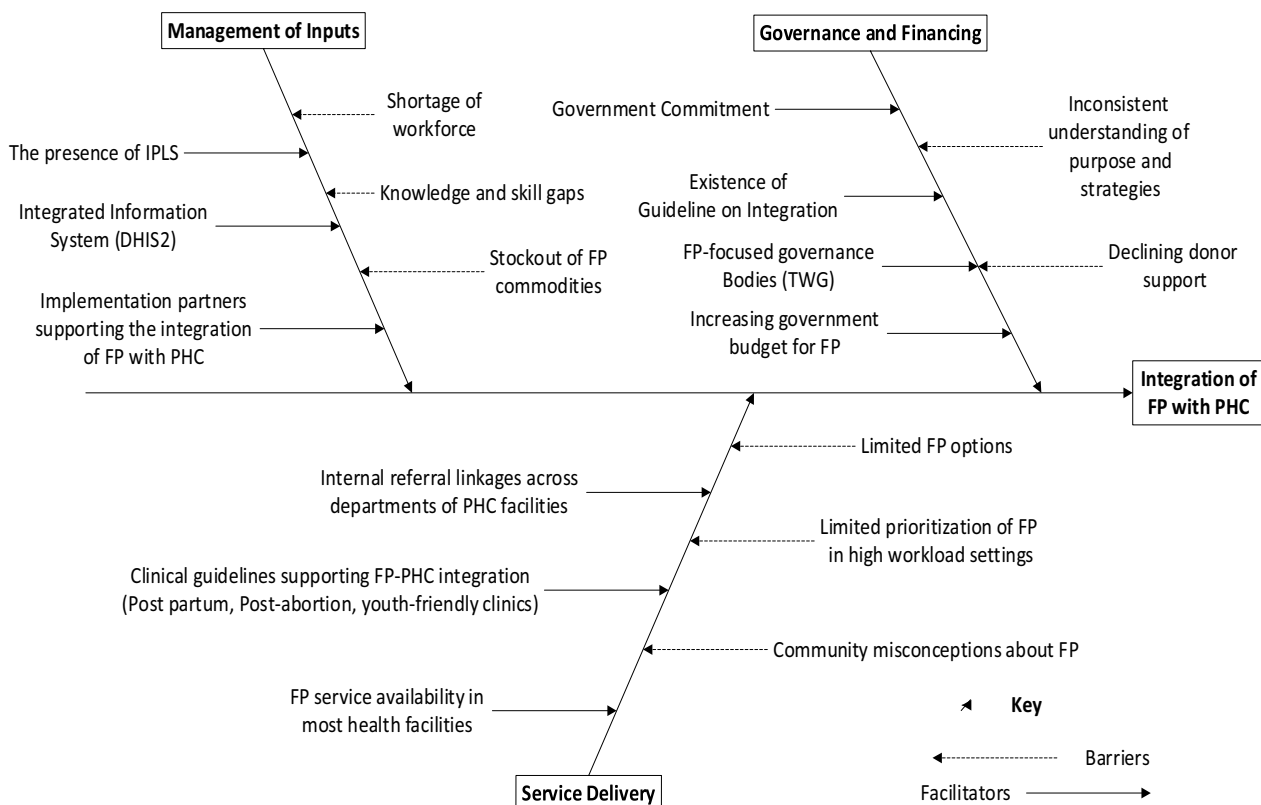 Management of Inputs
Shortage of
workforce
The presence of IPLS
Knowledge and skill gaps
Integrated Information
System (DHIS2)
Stockout of FP
commodities
Implementation partners
supporting the integration
of FP with PHC
Governance and Financing
Government Commitment
Inconsistent
understanding of
purpose and
strategies
Existence of
Guideline on Integration
FP-focused governance
Bodies (TWG)
Declining donor
support
Increasing government
budget for FP
Integration of
FP with PHC
Limited FP options
Internal referral linkages across
departments of PHC facilities
Limited prioritization of FP
in high workload settings
Clinical guidelines supporting FP-PHC integration
(Post partum, Post-abortion, youth-friendly clinics)
Community misconceptions about FP
FP service availability in
most health facilities
Service Delivery
Key
Barriers
Facilitators